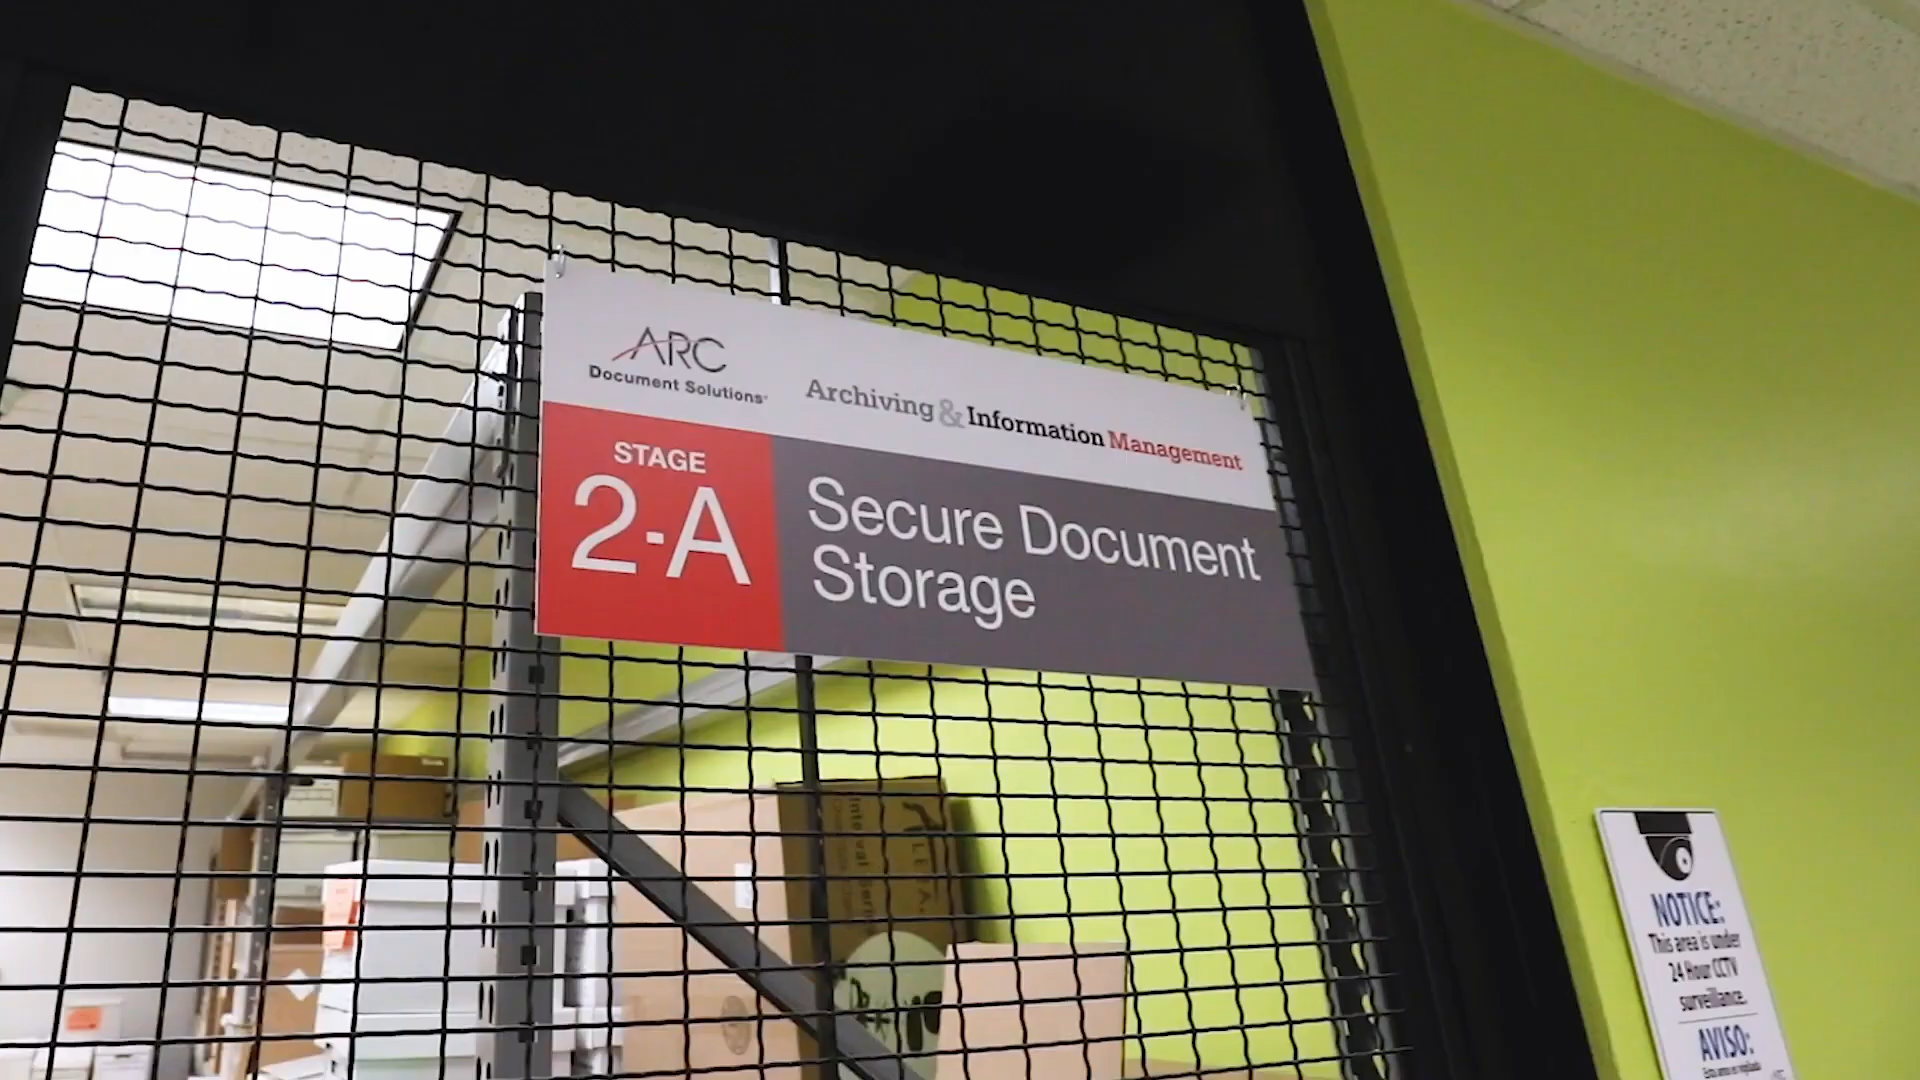 ARC
Document Solutions
Archiving & Information Management
STAGE
2-A
Secure Document
Storage
NOTICE:
This area is under
24 Hour CCTV
surveillance.
AVISO: